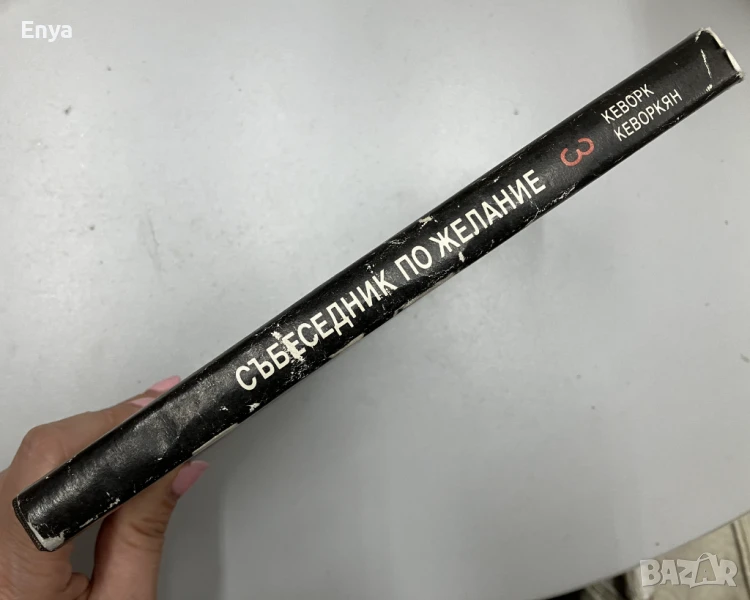 Enya
СЪБЕСЕДНИК ПО ЖЕЛАНИЕ 3
КЕВОРК
КЕВОРКЯН
BAZAR